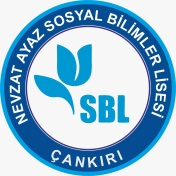 NEVZAT AYAZ SOSYAL BİLİMLER LİSESİ
SBL
ÇANKIRI